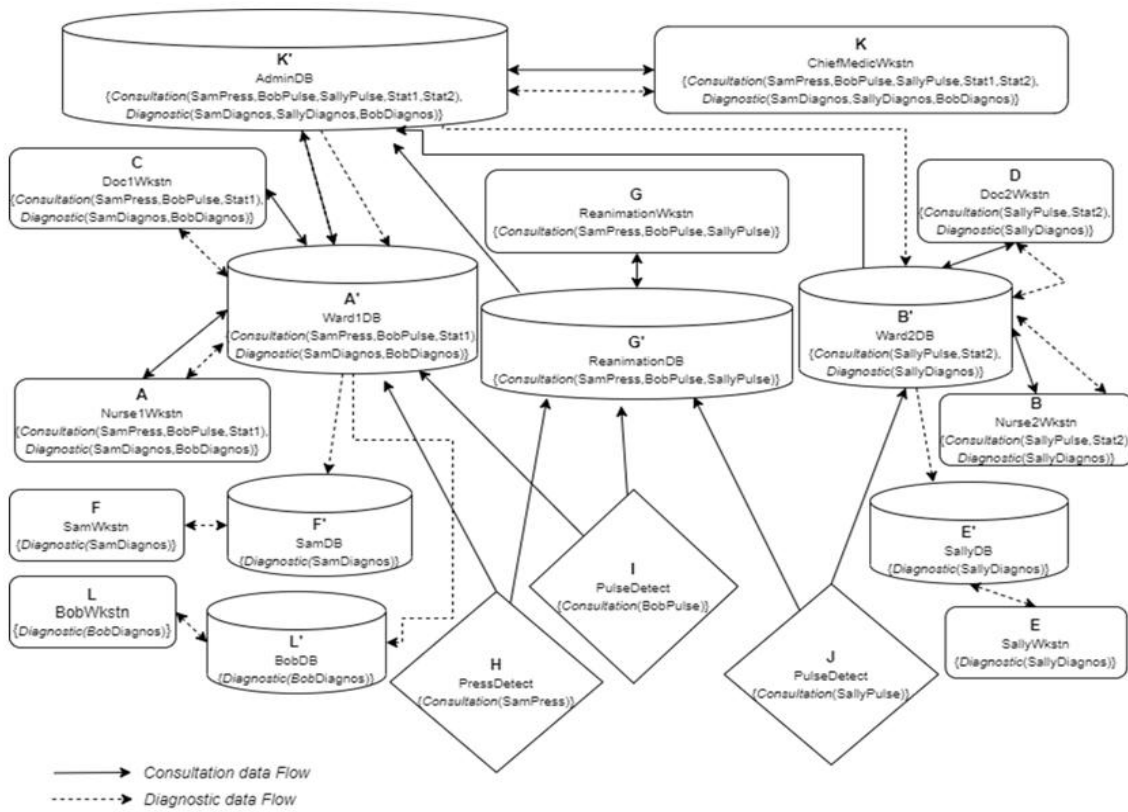 K'
AdminDB
{Consultation(SamPress,BobPulse,SallyPulse,Stat1,Stat2),
Diagnostic(SamDiagnos,SallyDiagnos,BobDiagnos)}
K
ChiefMedicWkstn
{Consultation(SamPress,BobPulse,SallyPulse,Stat1,Stat2),
Diagnostic(SamDiagnos,SallyDiagnos,BobDiagnos)}
C
Doc1Wkstn
{Consultation(SamPress,BobPulse,Stat1),
Diagnostic(SamDiagnos,BobDiagnos)}
G
ReanimationWkstn
{Consultation(SamPress,BobPulse,SallyPulse)}
D
Doc2Wkstn
{Consultation(SallyPulse,Stat2),
Diagnostic(SallyDiagnos)}
A'
Ward1DB
{Consultation(SamPress,BobPulse,Stat1)
Diagnostic(SamDiagnos,BobDiagnos)}
G'
ReanimationDB
{Consultation(SamPress,BobPulse,SallyPulse)}
B'
Ward2DB
{Consultation(SallyPulse,Stat2),
Diagnostic(SallyDiagnos)}
A
Nurse1Wkstn
{Consultation(SamPress,BobPulse,Stat1),
Diagnostic(SamDiagnos,BobDiagnos)}
B
Nurse2Wkstn
{Consultation(SallyPulse,Stat2)
Diagnostic(SallyDiagnos)}
F
SamWkstn
{Diagnostic(SamDiagnos)}
F'
SamDB
{Diagnostic(SamDiagnos)}
E'
SallyDB
{Diagnostic(SallyDiagnos)}
L
BobWkstn
{Diagnostic(BobDiagnos)}
I
PulseDetect
{Consultation(BobPulse)}
L'
BobDB
{Diagnostic(BobDiagnos)}
H
PressDetect
{Consultation(SamPress)}
J
PulseDetect
{Consultation(SallyPulse)}
E
SallyWkstn
{Diagnostic(SallyDiagnos)}
Consultation data Flow
Diagnostic data Flow